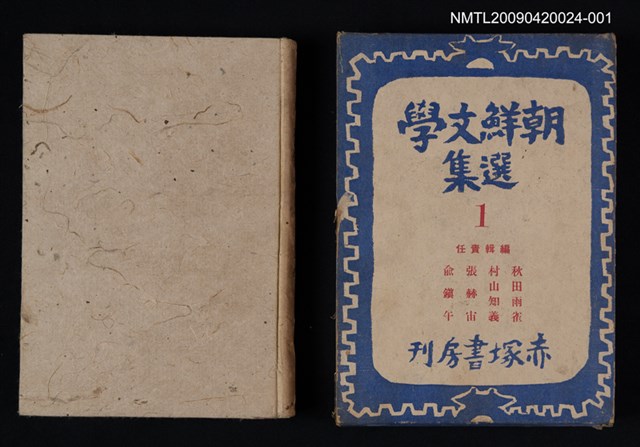 NMTL20090420024-001
朝鮮文學
選集
1
編輯責任
秋田雨雀
村山知義
張赫宙
兪鎭午
赤塚書房刊